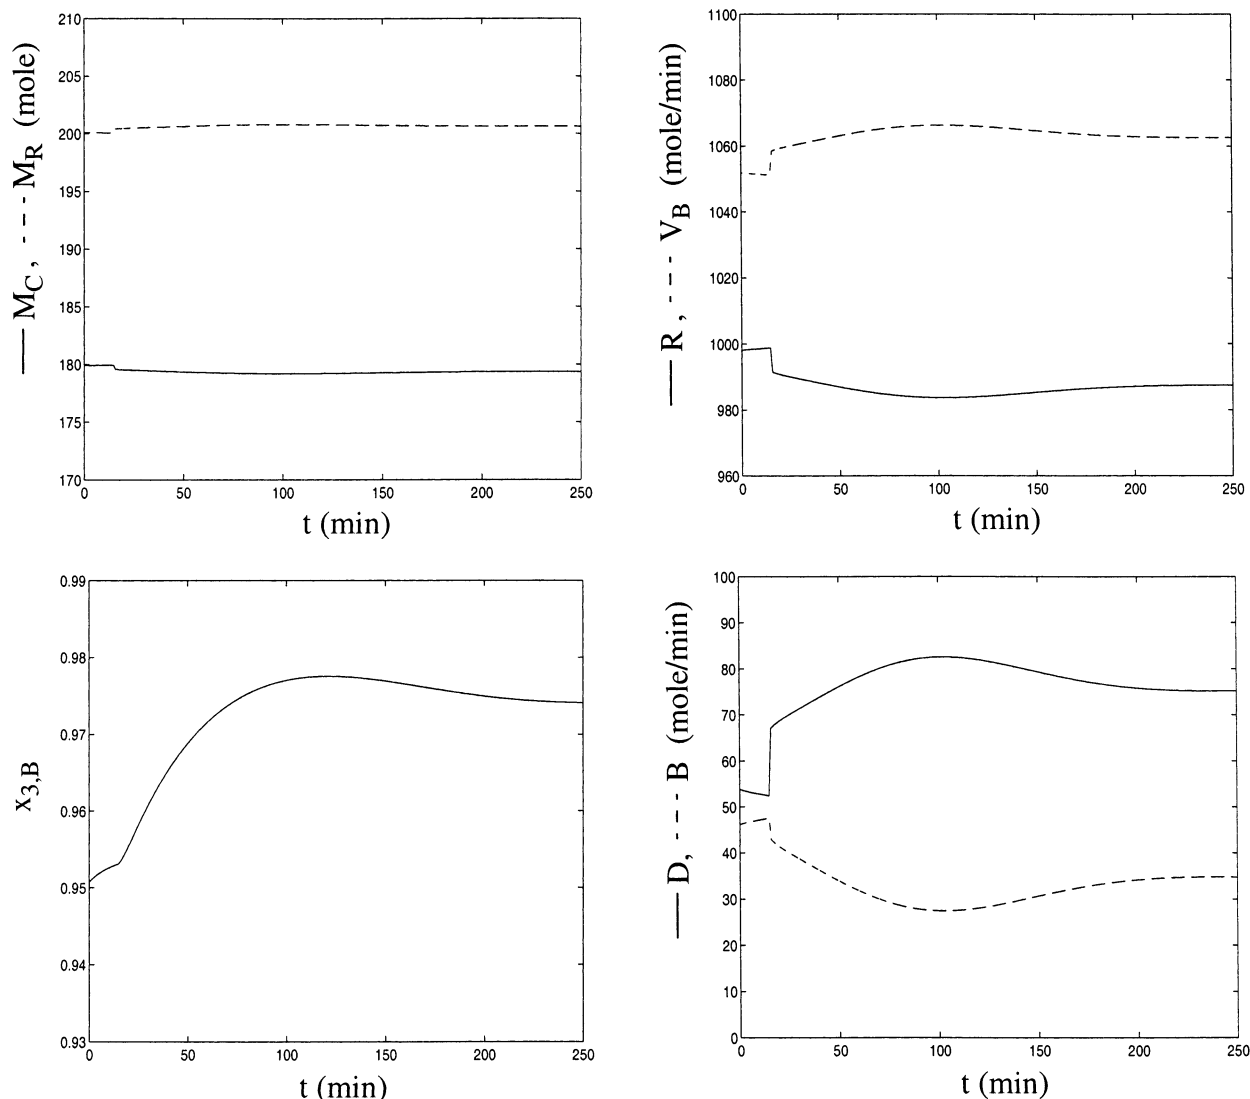 M_C, M_R (mole)
210
205
200
195
190
185
180
175
170
0 50 100 150 200 250
t (min)
R, V_B (mole/min)
1100
1080
1060
1040
1020
1000
980
960
0 50 100 150 200 250
t (min)
x_3,B
0.99
0.98
0.97
0.96
0.95
0.94
0.93
0 50 100 150 200 250
t (min)
D, B (mole/min)
100
90
80
70
60
50
40
30
20
10
0
0 50 100 150 200 250
t (min)